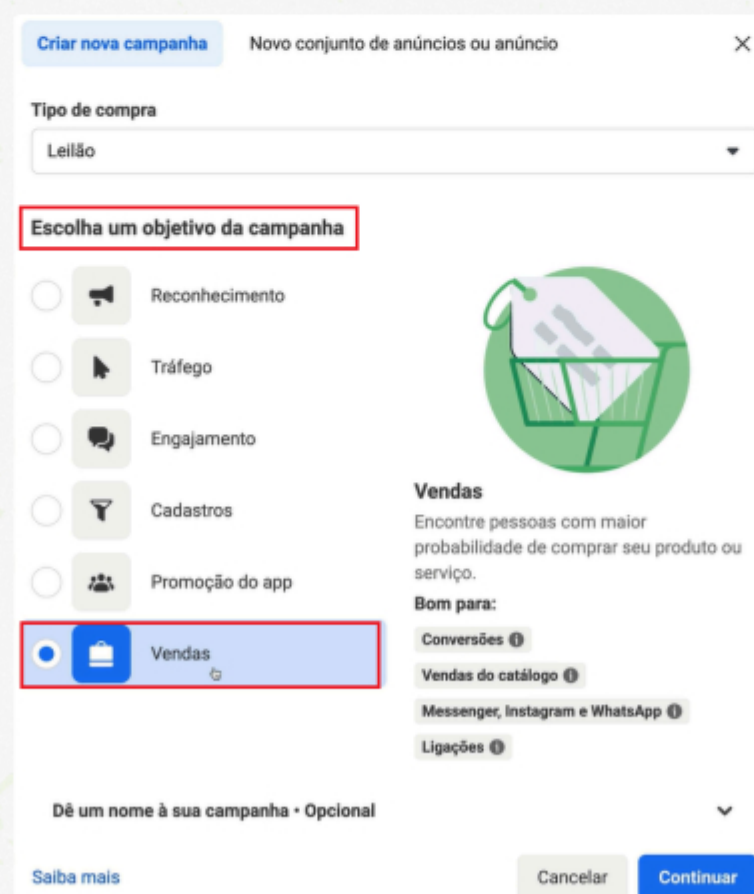 Criar nova campanha
Novo conjunto de anúncios ou anúncio
Tipo de compra
Leilão
Escolha um objetivo da campanha
Reconhecimento
Tráfego
Engajamento
Cadastros
Promoção do app
Vendas
Vendas
Encontre pessoas com maior
probabilidade de comprar seu produto ou
serviço.
Bom para:
Conversões
Vendas do catálogo
Messenger, Instagram e WhatsApp
Ligações
Dê um nome à sua campanha • Opcional
Saiba mais
Cancelar
Continuar